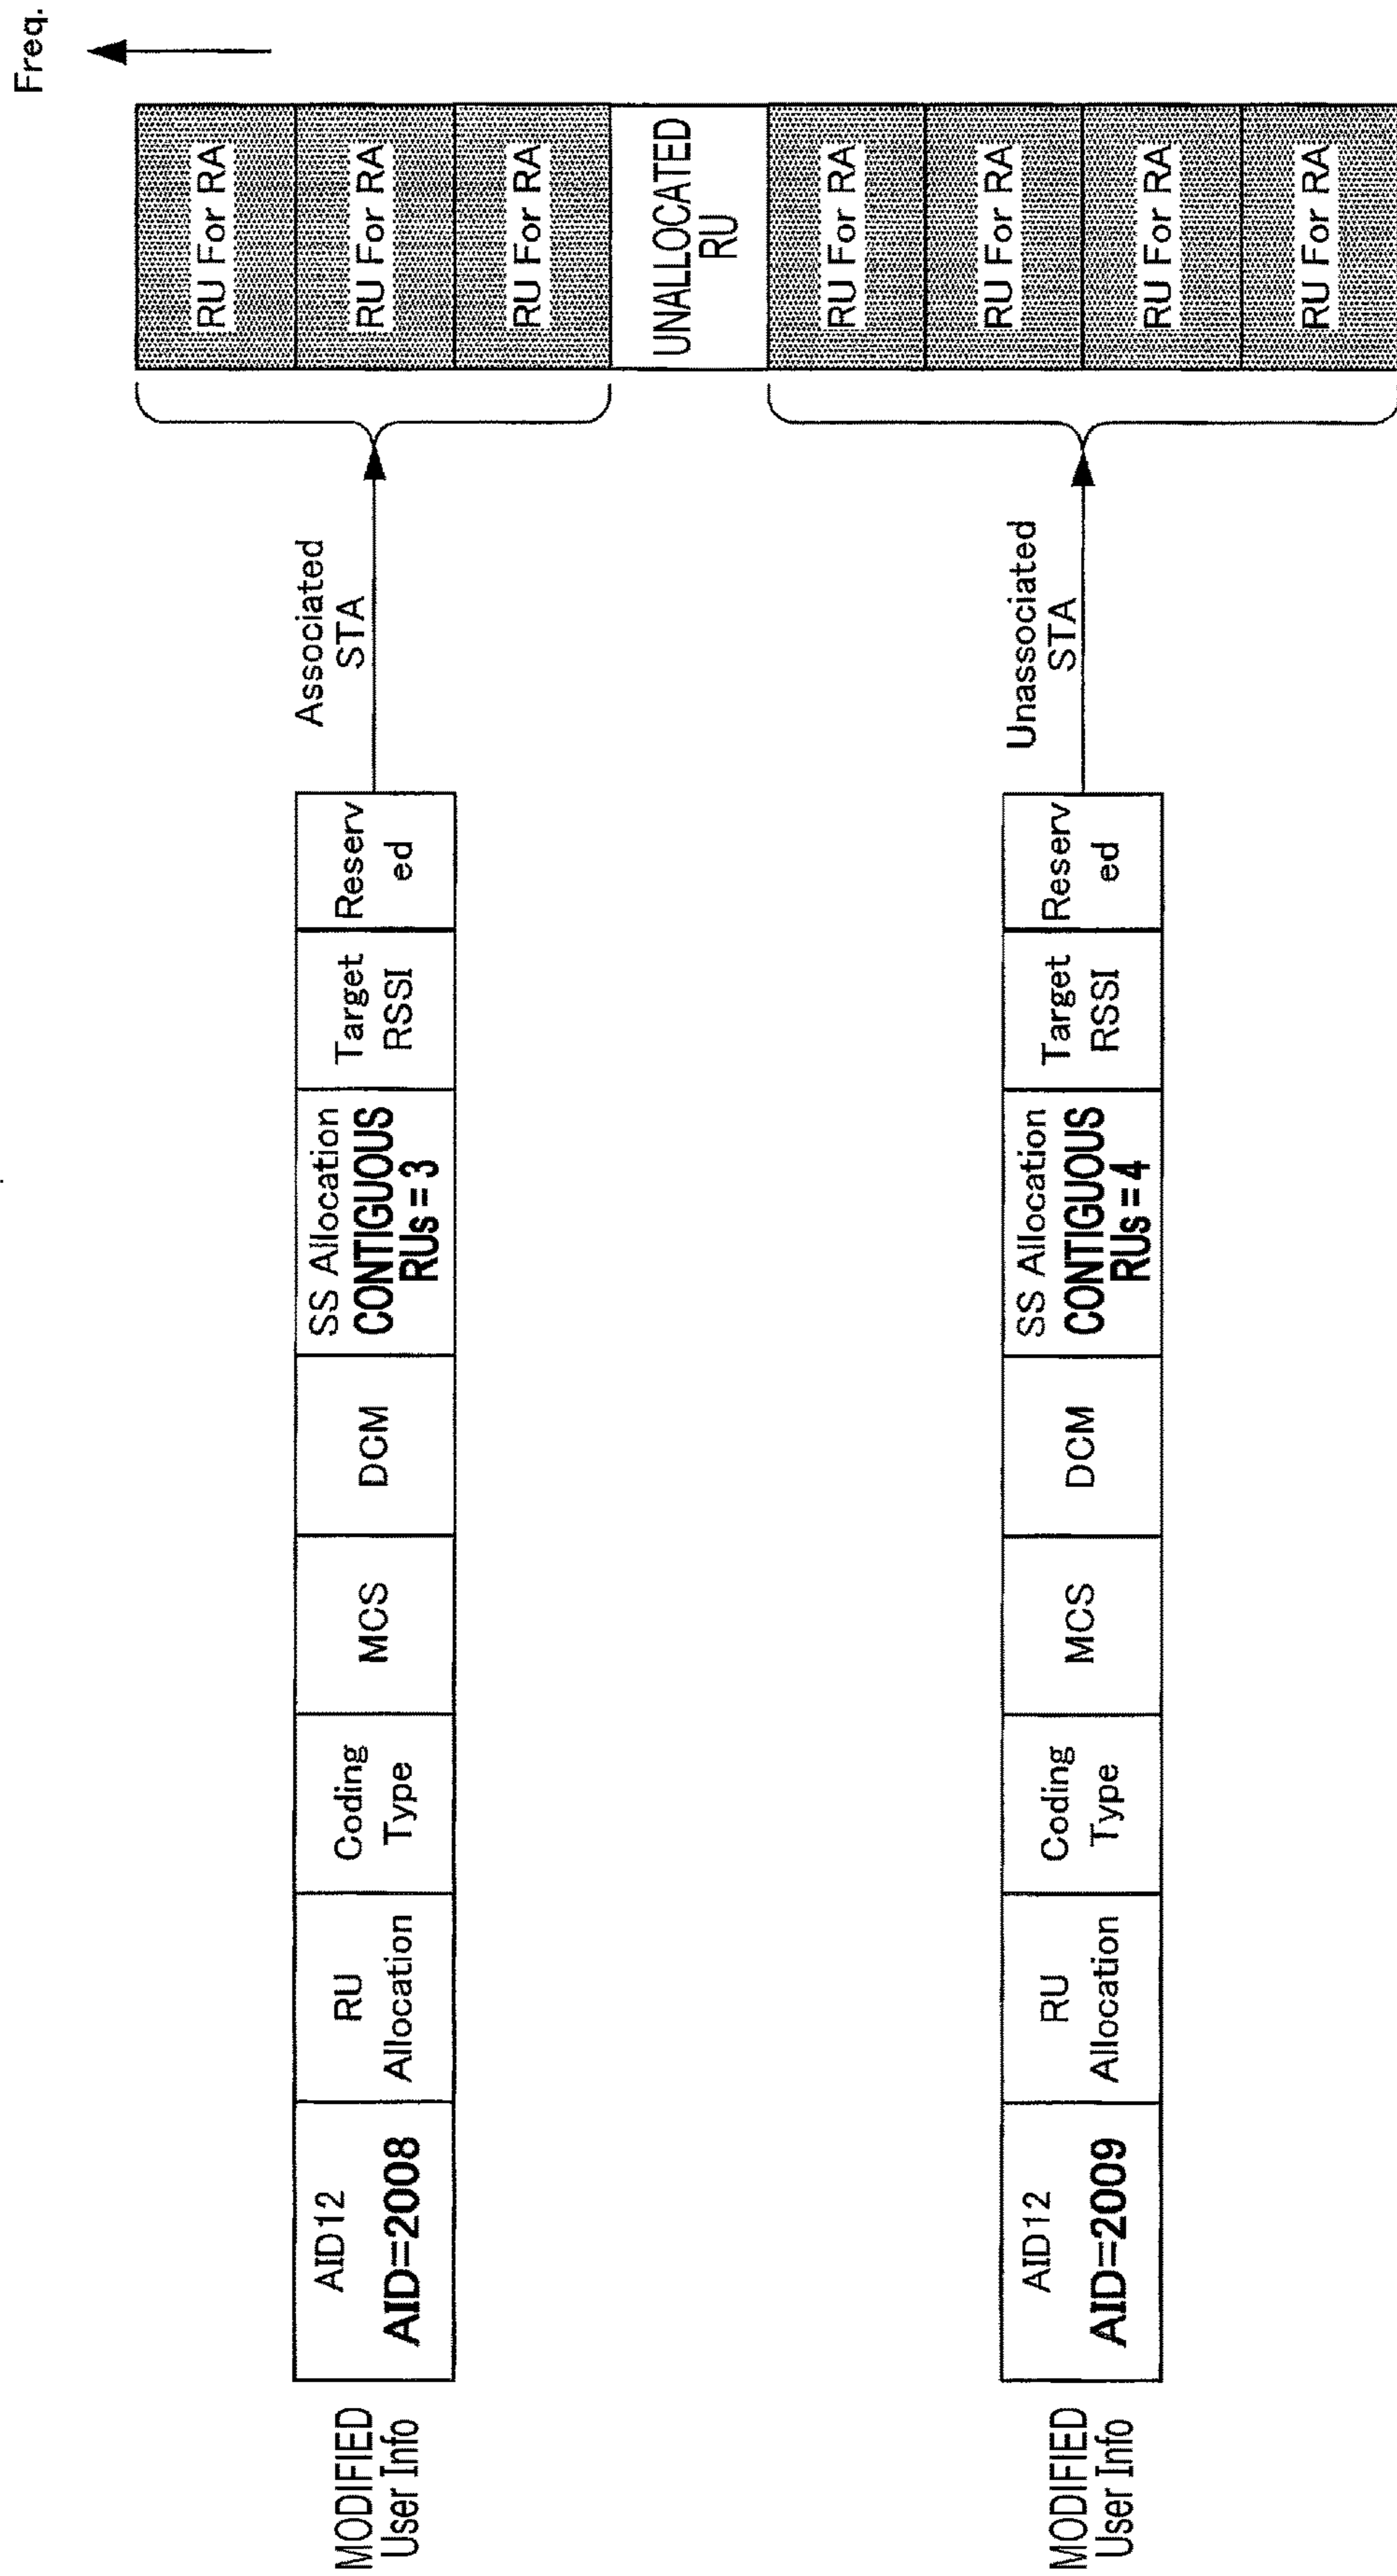 Freq.
MODIFIED
User Info
AID12
AID=2008
RU
Allocation
Coding
Type
MCS
DCM
SS Allocation
CONTIGUOUS
RUs = 3
Target
RSSI
Reserv
ed
Associated
STA
RU For RA
RU For RA
RU For RA
UNALLOCATED
RU
MODIFIED
User Info
AID12
AID=2009
RU
Allocation
Coding
Type
MCS
DCM
SS Allocation
CONTIGUOUS
RUs = 4
Target
RSSI
Reserv
ed
Unassociated
STA
RU For RA
RU For RA
RU For RA
RU For RA